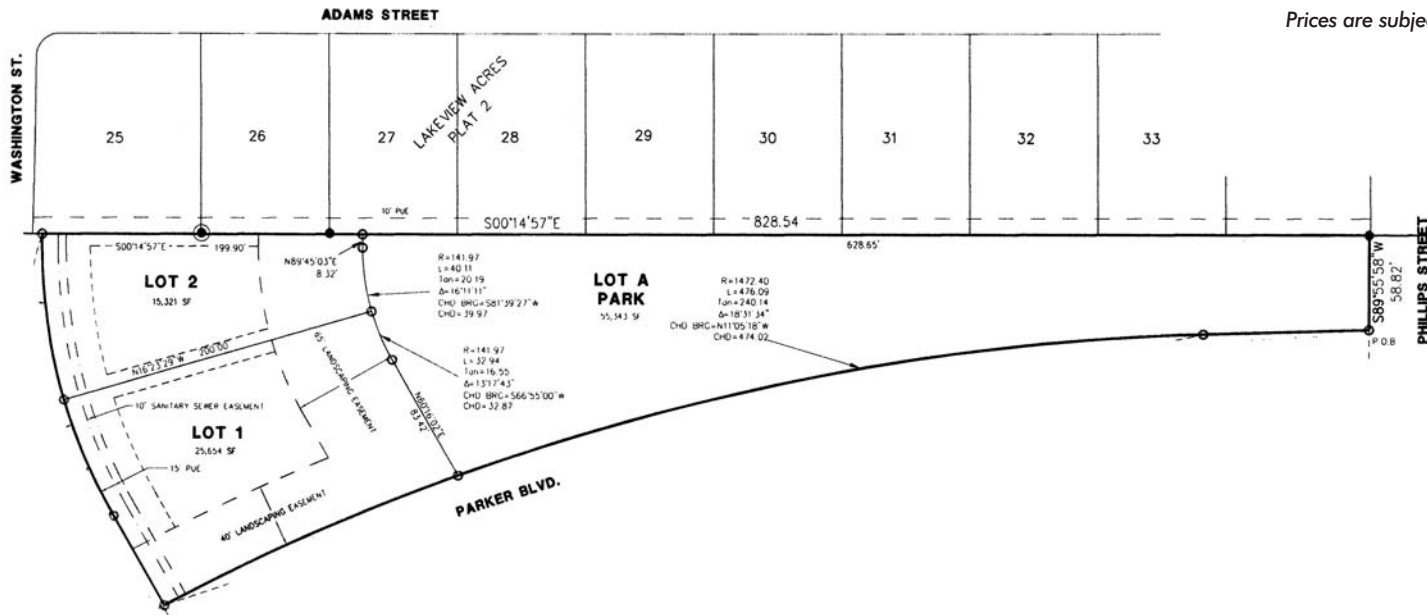 ADAMS STREET
Prices are subjec
WASHINGTON ST.
25
26
27
28
29
30
31
32
33
LAKEVIEW ACRES
PLAT 2
10' PUE
S00°14'57"E
828.54
S00°14'57"E 199.90'
628.65'
N89°45'03"E
8.32'
LOT 2
15,321 SF
R=141.97
L=40.11
Tan=20.19
Δ=16°11'11"
CHD BRG=S81°39'27"W
CHD=39.97
LOT A
PARK
55,343 SF
R=1472.40
L=476.09
Tan=240.14
Δ=18°31'34"
CHD BRG=N11°05'18"W
CHD=474.02
S89°55'58"W
58.82'
PHILLIPS STREET
P.O.B
N16°23'29"W 200.00'
65' LANDSCAPING EASEMENT
R=141.97
L=32.94
Tan=16.55
Δ=13°17'43"
CHD BRG=S66°55'00"W
CHD=32.87
10' SANITARY SEWER EASEMENT
LOT 1
25,654 SF
N60°16'02"E
83.42'
15' PUE
40' LANDSCAPING EASEMENT
PARKER BLVD.